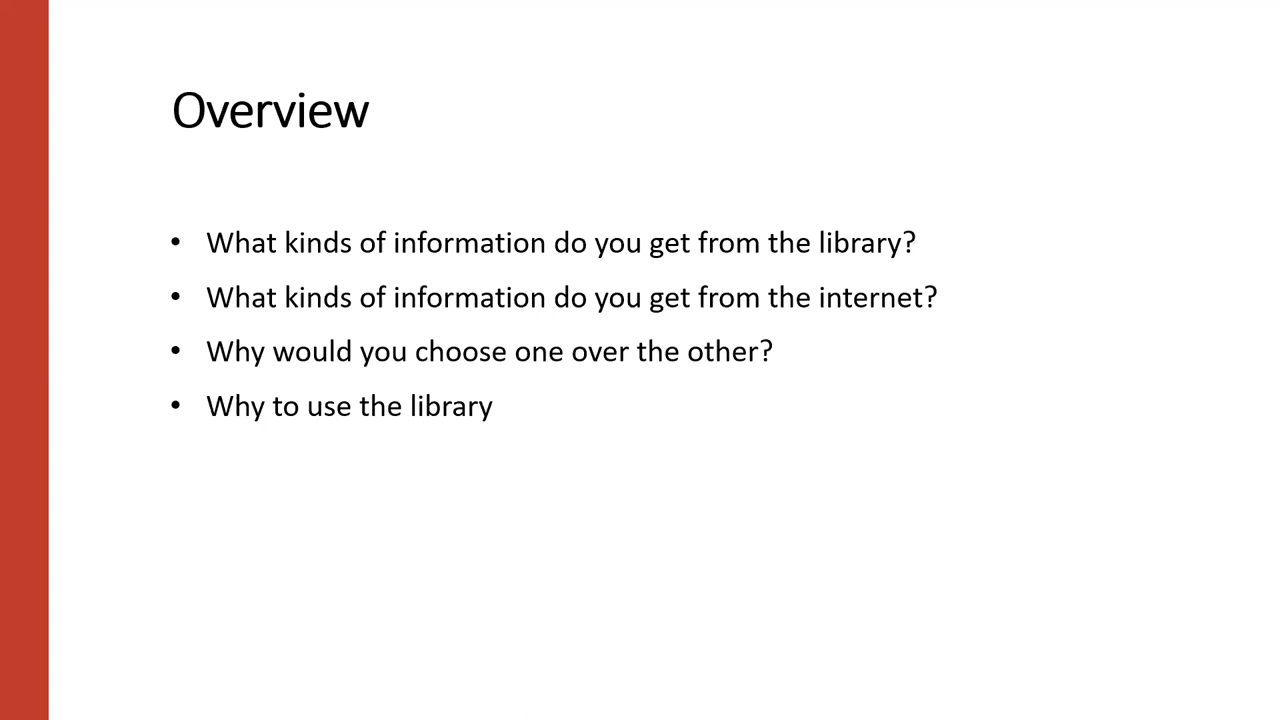 Overview
• What kinds of information do you get from the library?
• What kinds of information do you get from the internet?
• Why would you choose one over the other?
• Why to use the library